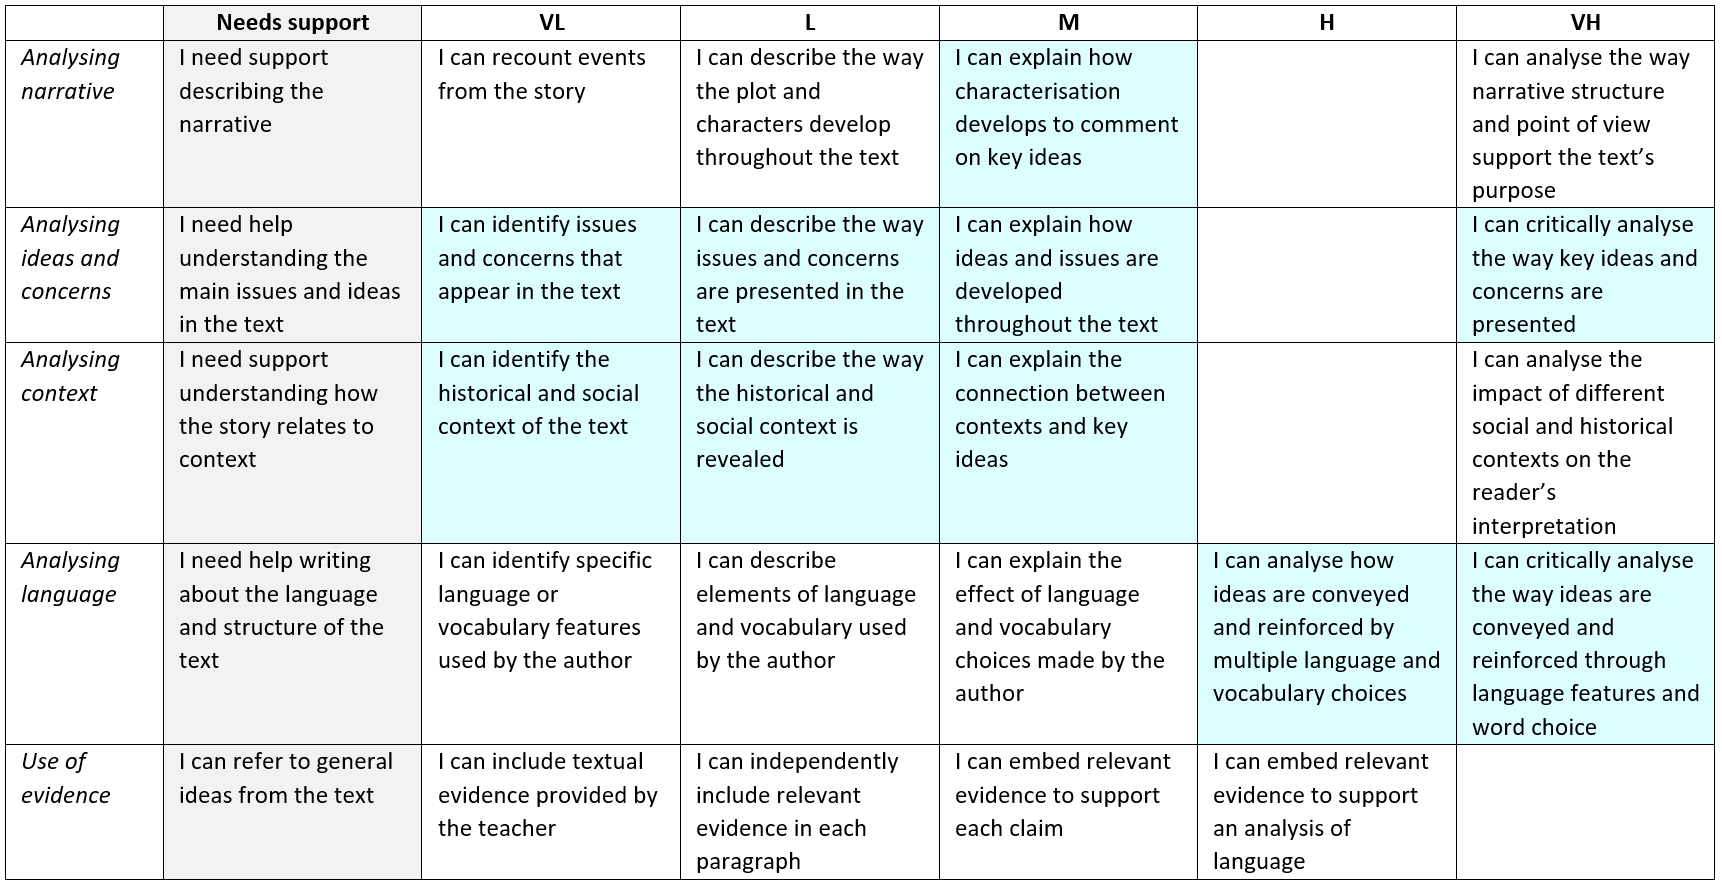 Needs support VL L M H VH
Analysing
narrative
I need support
describing the
narrative
I can recount events
from the story
I can describe the way
the plot and
characters develop
throughout the text
I can explain how
characterisation
develops to comment
on key ideas
I can analyse the way
narrative structure
and point of view
support the text’s
purpose
Analysing
ideas and
concerns
I need help
understanding the
main issues and ideas
in the text
I can identify issues
and concerns that
appear in the text
I can describe the way
issues and concerns
are presented in the
text
I can explain how
ideas and issues are
developed
throughout the text
I can critically analyse
the way key ideas and
concerns are
presented
Analysing
context
I need support
understanding how
the story relates to
context
I can identify the
historical and social
context of the text
I can describe the way
the historical and
social context is
revealed
I can explain the
connection between
contexts and key
ideas
I can analyse the
impact of different
social and historical
contexts on the
reader’s
interpretation
Analysing
language
I need help writing
about the language
and structure of the
text
I can identify specific
language or
vocabulary features
used by the author
I can describe
elements of language
and vocabulary used
by the author
I can explain the
effect of language
and vocabulary
choices made by the
author
I can analyse how
ideas are conveyed
and reinforced by
multiple language and
vocabulary choices
I can critically analyse
the way ideas are
conveyed and
reinforced through
language features and
word choice
Use of
evidence
I can refer to general
ideas from the text
I can include textual
evidence provided by
the teacher
I can independently
include relevant
evidence in each
paragraph
I can embed relevant
evidence to support
each claim
I can embed relevant
evidence to support
an analysis of
language